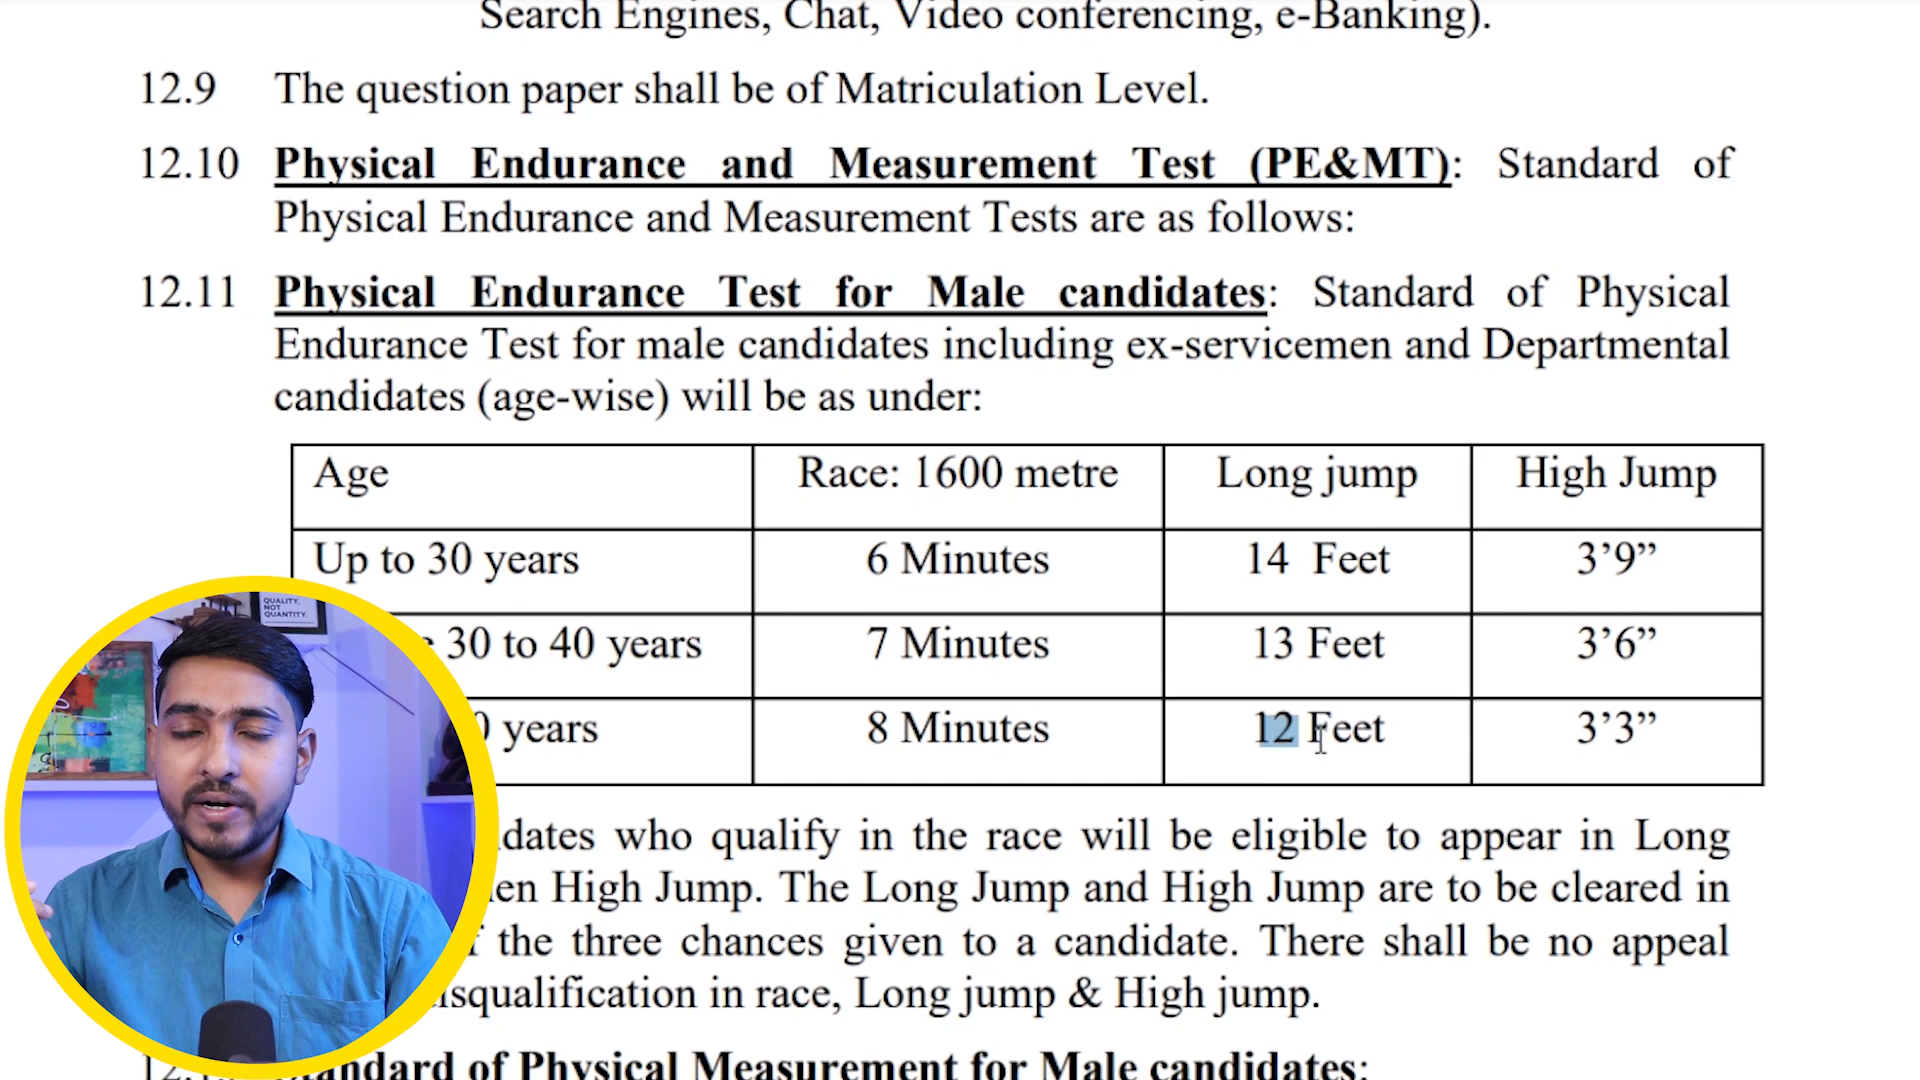 Search Engines, Chat, Video conferencing, e-Banking).
12.9 The question paper shall be of Matriculation Level.
12.10 Physical Endurance and Measurement Test (PE&MT): Standard of
Physical Endurance and Measurement Tests are as follows:
12.11 Physical Endurance Test for Male candidates: Standard of Physical
Endurance Test for male candidates including ex-servicemen and Departmental
candidates (age-wise) will be as under:
Age Race: 1600 metre Long jump High Jump
Up to 30 years 6 Minutes 14 Feet 3’9”
30 to 40 years 7 Minutes 13 Feet 3’6”
years 8 Minutes 12 Feet 3’3”
QUALITY,
NOT
QUANTITY.
dates who qualify in the race will be eligible to appear in Long
en High Jump. The Long Jump and High Jump are to be cleared in
the three chances given to a candidate. There shall be no appeal
isqualification in race, Long jump & High jump.
andard of Physical Measurement for Male candidates: